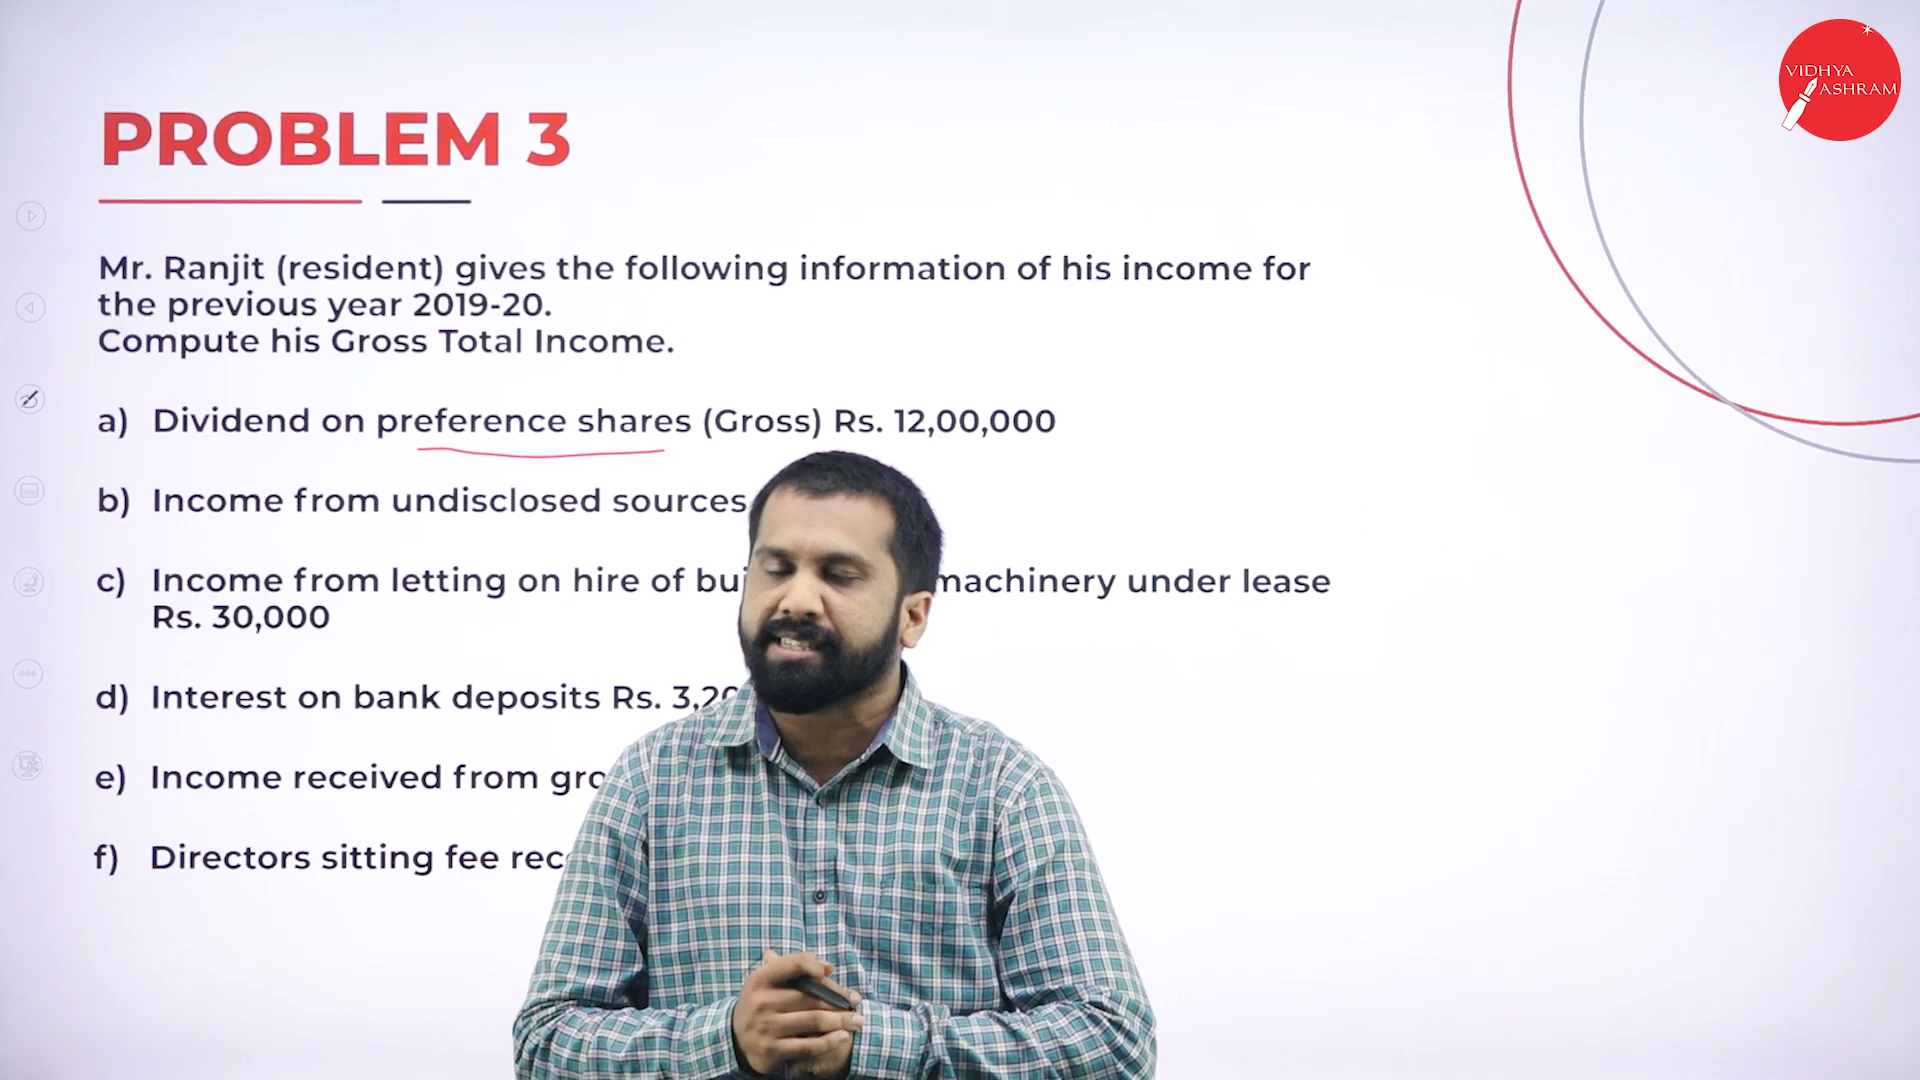 VIDHYA
ASHRAM
PROBLEM 3
Mr. Ranjit (resident) gives the following information of his income for
the previous year 2019-20.
Compute his Gross Total Income.
a) Dividend on preference shares (Gross) Rs. 12,00,000
b) Income from undisclosed sources
c) Income from letting on hire of machinery under lease
Rs. 30,000
d) Interest on bank deposits Rs.
e) Income received from
f) Directors sitting fee